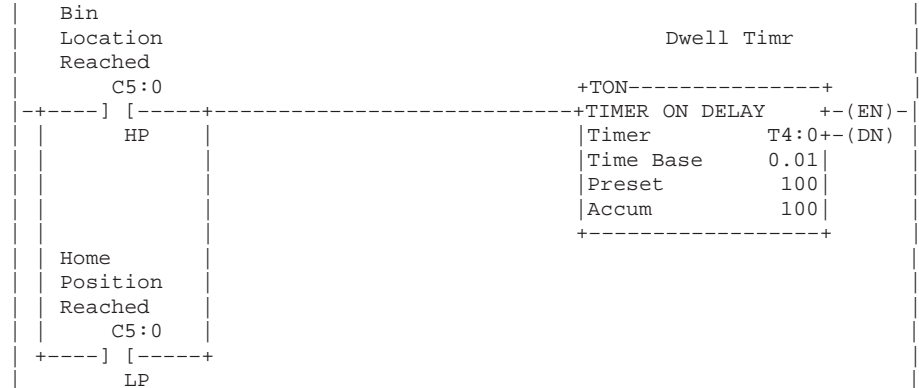 Bin
Location Dwell Timr
Reached
C5:0 +TON---------------+
-+----] [-----+----------------------------+TIMER ON DELAY +-(EN)-
HP Timer T4:0+-(DN)
Time Base 0.01
Preset 100
Accum 100
+------------------+
Home
Position
Reached
C5:0
+----] [-----+
LP